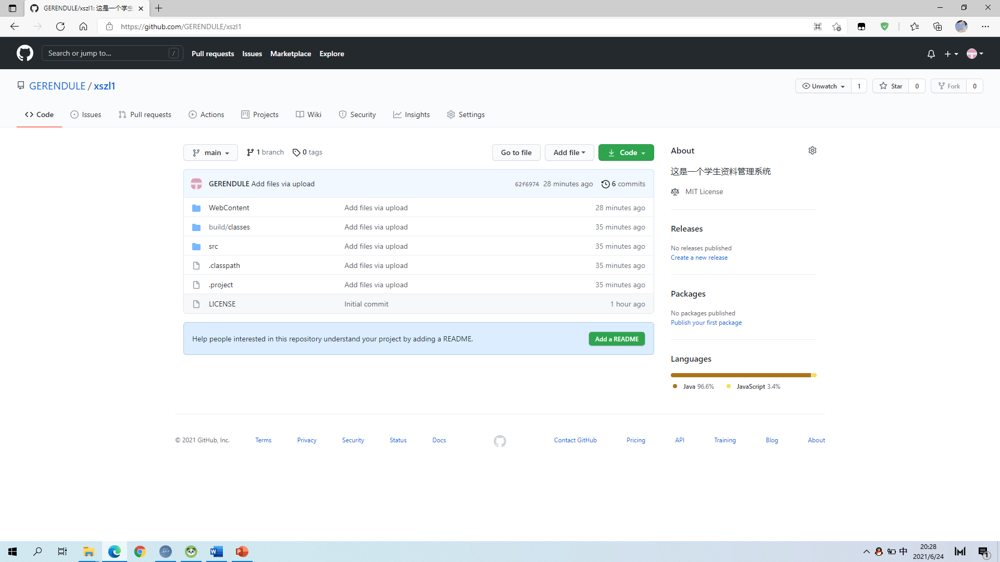 GERENDULE/xszl1: 这是一个学生
https://github.com/GERENDULE/xszl1
Search or jump to... /
Pull requests Issues Marketplace Explore
GERENDULE / xszl1
Unwatch 1 Star 0 Fork 0
Code Issues Pull requests Actions Projects Wiki Security Insights Settings
main 1 branch 0 tags Go to file Add file Code
GERENDULE Add files via upload 62f6974 28 minutes ago 6 commits
WebContent Add files via upload 28 minutes ago
build/classes Add files via upload 35 minutes ago
src Add files via upload 35 minutes ago
.classpath Add files via upload 35 minutes ago
.project Add files via upload 35 minutes ago
LICENSE Initial commit 1 hour ago
Help people interested in this repository understand your project by adding a README. Add a README
About
这是一个学生资料管理系统
MIT License
Releases
No releases published
Create a new release
Packages
No packages published
Publish your first package
Languages
Java 96.6% JavaScript 3.4%
© 2021 GitHub, Inc. Terms Privacy Security Status Docs Contact GitHub Pricing API Training Blog About
中
20:28
2021/6/24
1